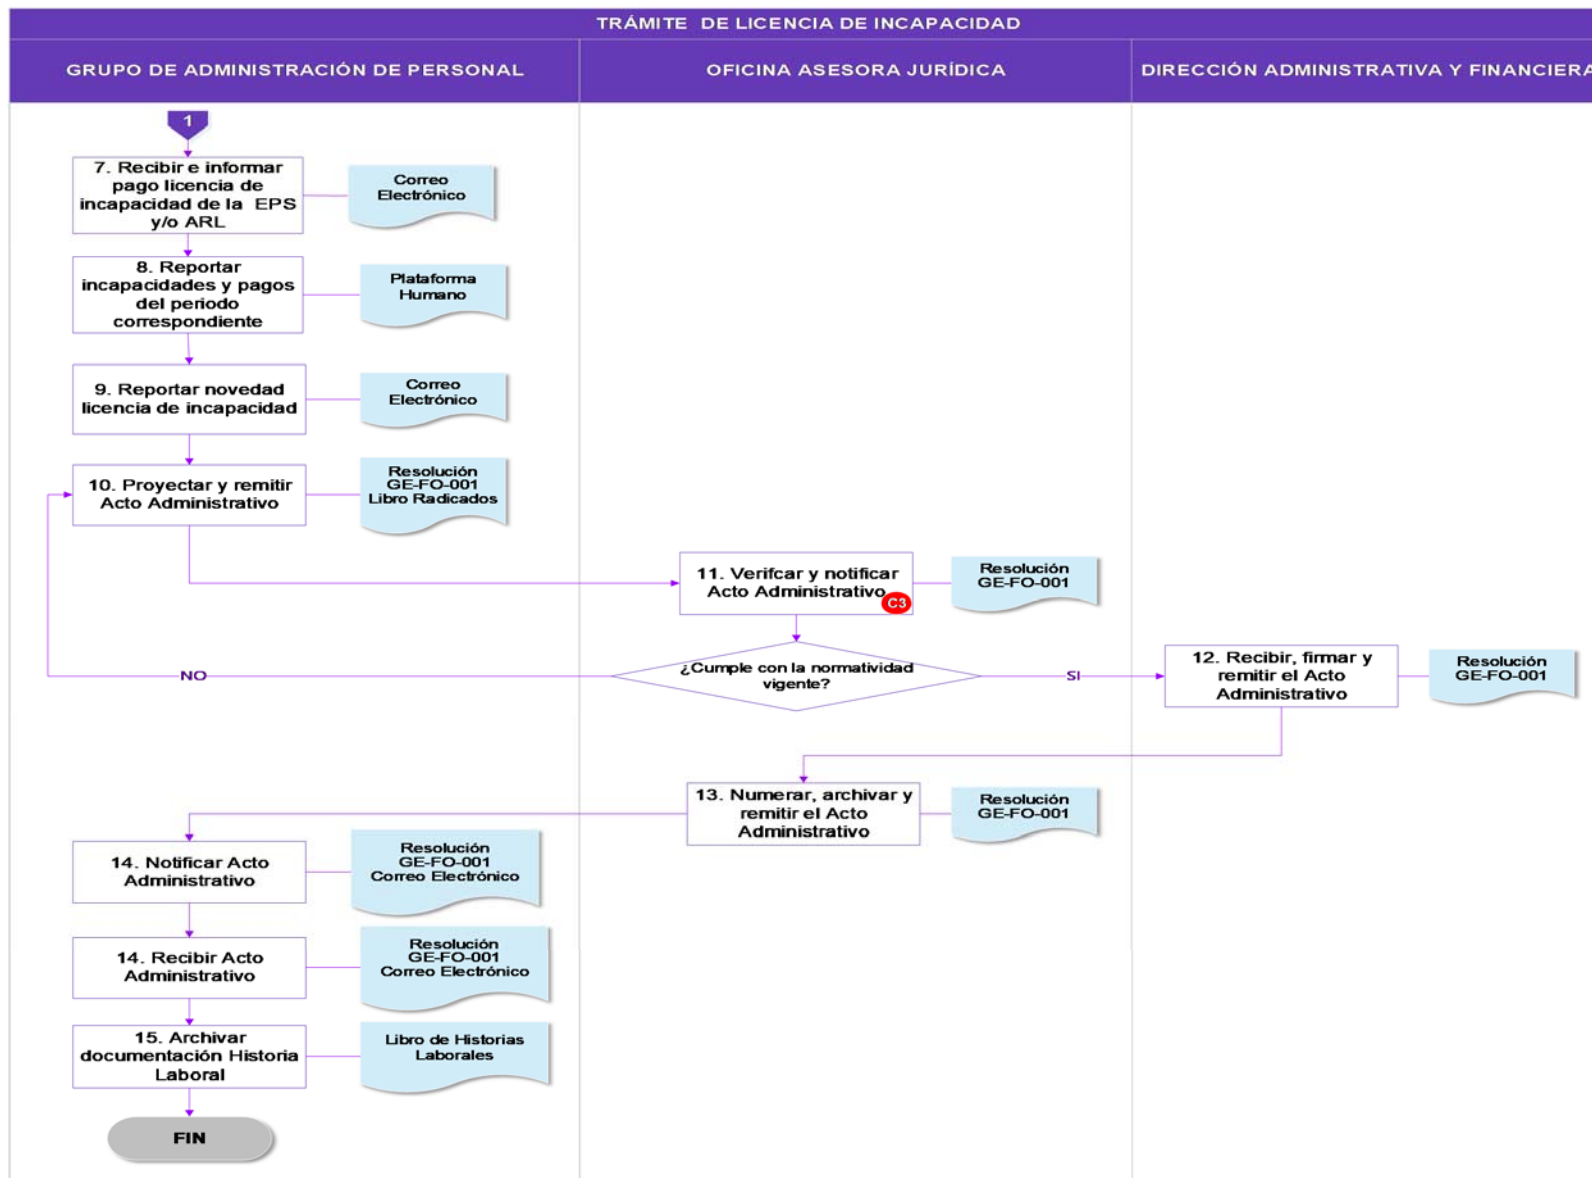 TRÁMITE DE LICENCIA DE INCAPACIDAD
GRUPO DE ADMINISTRACIÓN DE PERSONAL
OFICINA ASESORA JURÍDICA
DIRECCIÓN ADMINISTRATIVA Y FINANCIERA
1
7. Recibir e informar
pago licencia de
incapacidad de la EPS
y/o ARL
Correo
Electrónico
8. Reportar
incapacidades y pagos
del periodo
correspondiente
Plataforma
Humano
9. Reportar novedad
licencia de incapacidad
Correo
Electrónico
10. Proyectar y remitir
Acto Administrativo
Resolución
GE-FO-001
Libro Radicados
11. Verifcar y notificar
Acto Administrativo
C3
Resolución
GE-FO-001
¿Cumple con la normatividad
vigente?
NO
SI
12. Recibir, firmar y
remitir el Acto
Administrativo
Resolución
GE-FO-001
13. Numerar, archivar y
remitir el Acto
Administrativo
Resolución
GE-FO-001
14. Notificar Acto
Administrativo
Resolución
GE-FO-001
Correo Electrónico
14. Recibir Acto
Administrativo
Resolución
GE-FO-001
Correo Electrónico
15. Archivar
documentación Historia
Laboral
Libro de Historias
Laborales
FIN